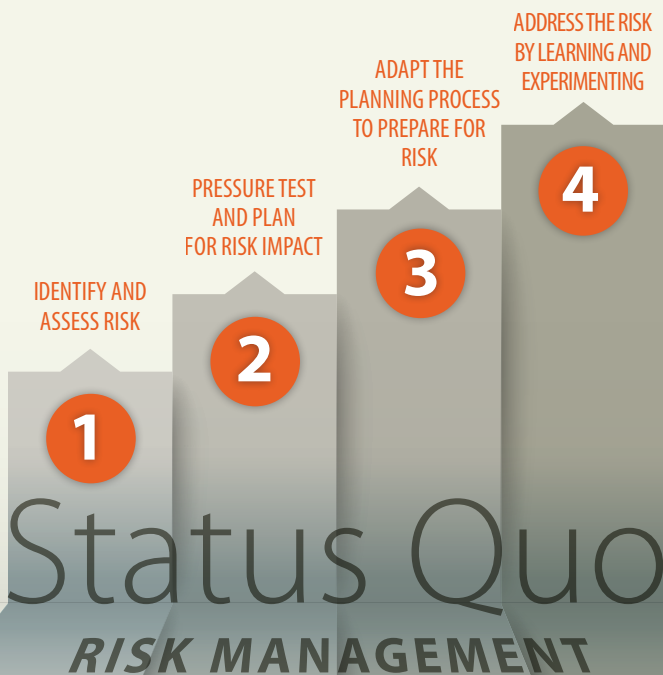 IDENTIFY AND
ASSESS RISK
1
PRESSURE TEST
AND PLAN
FOR RISK IMPACT
2
ADAPT THE
PLANNING PROCESS
TO PREPARE FOR
RISK
3
ADDRESS THE RISK
BY LEARNING AND
EXPERIMENTING
4
Status Quo
RISK MANAGEMENT